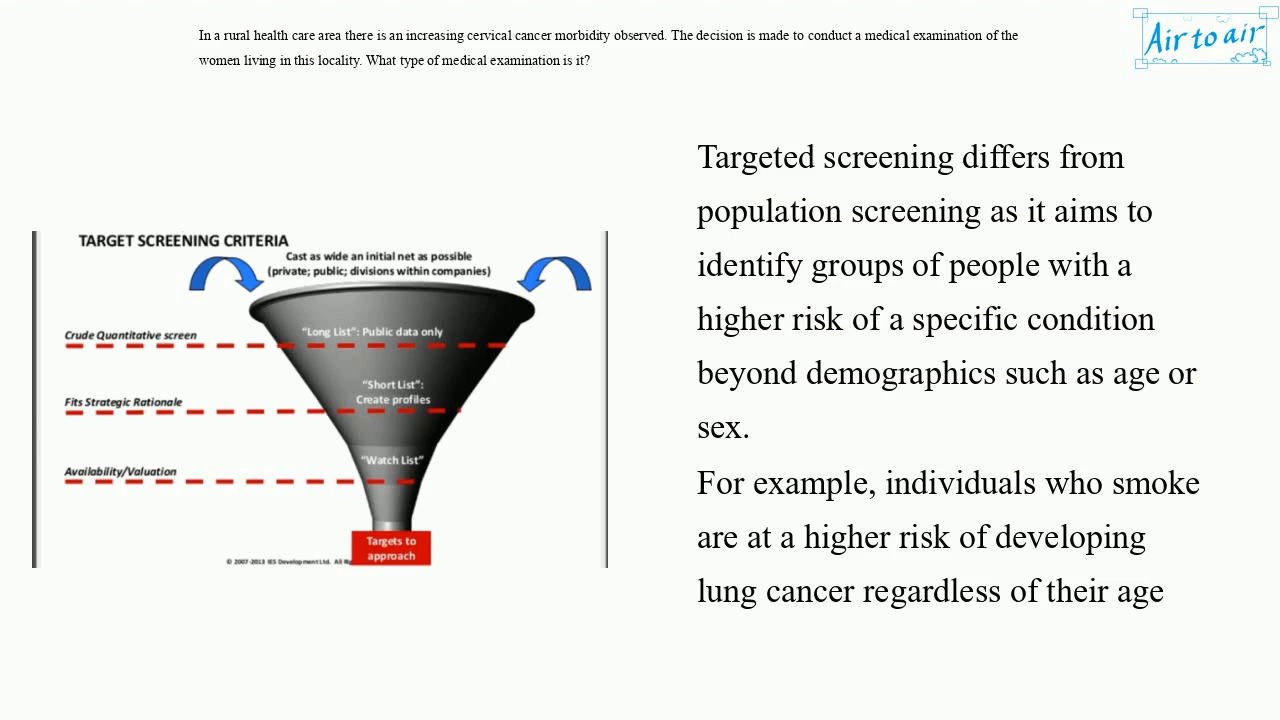 In a rural health care area there is an increasing cervical cancer morbidity observed. The decision is made to conduct a medical examination of the
women living in this locality. What type of medical examination is it?
Air to air
TARGET SCREENING CRITERIA
Cast as wide an initial net as possible
(private; public; divisions within companies)
Crude Quantitative screen
"Long List": Public data only
"Short List":
Create profiles
Fits Strategic Rationale
"Watch List"
Availability/Valuation
Targets to
approach
© 2007-2013 IES Development Ltd. All
Targeted screening differs from
population screening as it aims to
identify groups of people with a
higher risk of a specific condition
beyond demographics such as age or
sex.
For example, individuals who smoke
are at a higher risk of developing
lung cancer regardless of their age